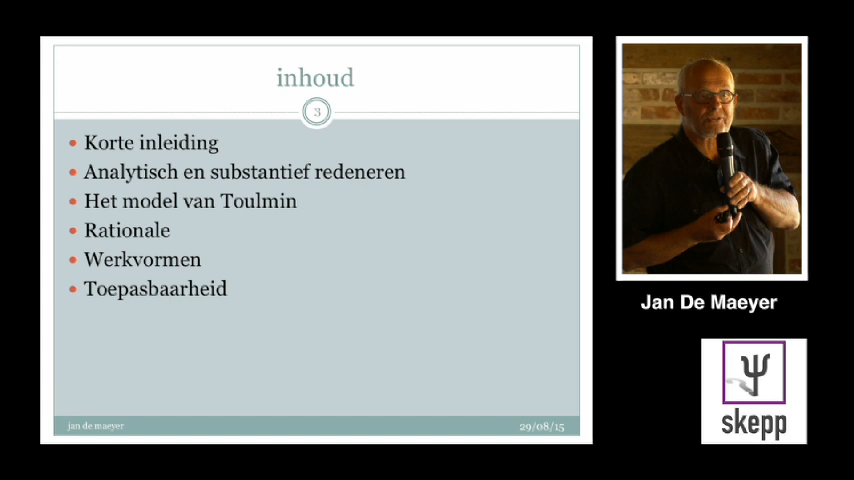 inhoud
3
Korte inleiding
Analytisch en substantief redeneren
Het model van Toulmin
Rationale
Werkvormen
Toepasbaarheid
jan de maeyer
29/08/15
Jan De Maeyer
skepp